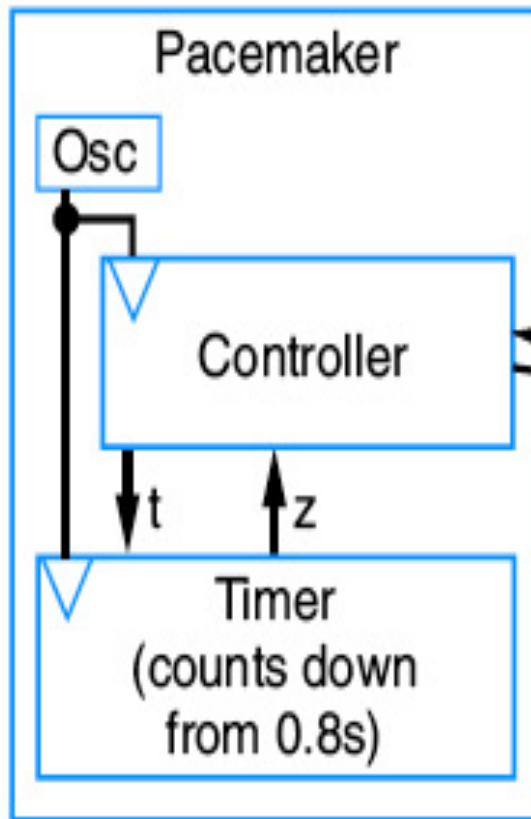 Pacemaker
Osc
Controller
t
z
Timer
(counts down
from 0.8s)